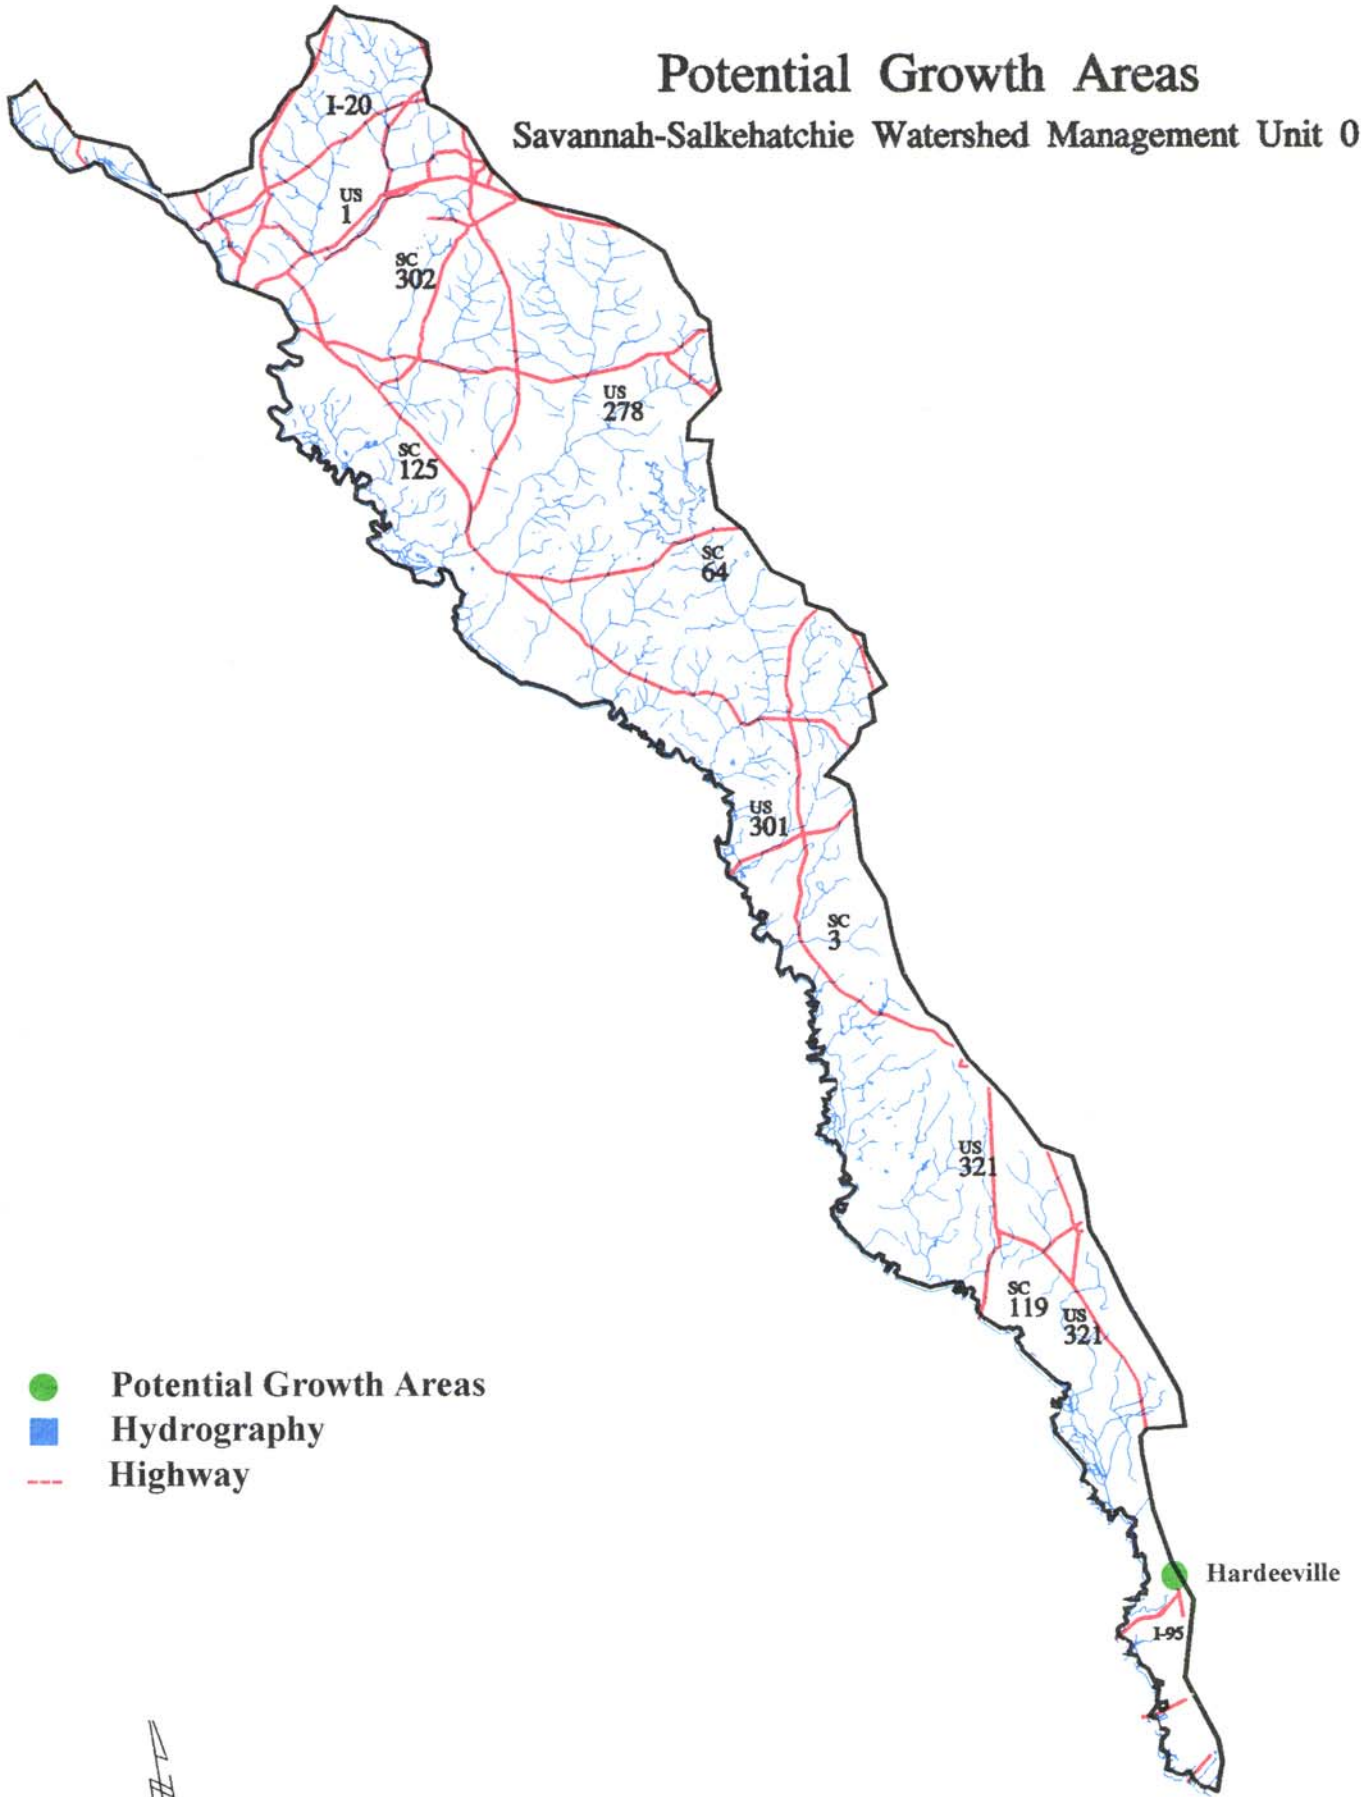 Potential Growth Areas
Savannah-Salkehatchie Watershed Management Unit 0
I-20
US
1
SC
302
US
278
SC
125
SC
64
US
301
SC
3
US
321
SC
119
US
321
Potential Growth Areas
Hydrography
Highway
Hardeeville
I-95